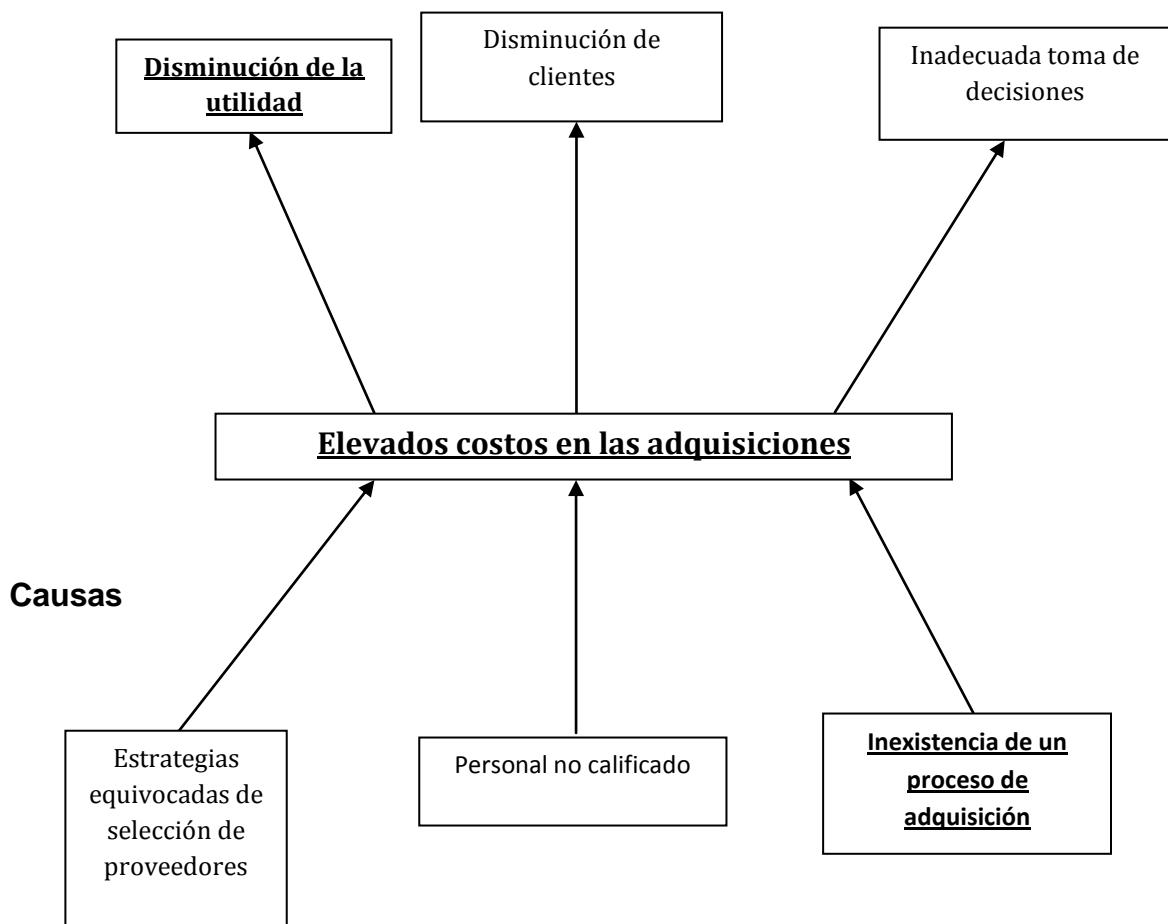 Disminución de la
utilidad
Disminución de
clientes
Inadecuada toma de
decisiones
Elevados costos en las adquisiciones
Causas
Estrategias
equivocadas de
selección de
proveedores
Personal no calificado
Inexistencia de un
proceso de
adquisición